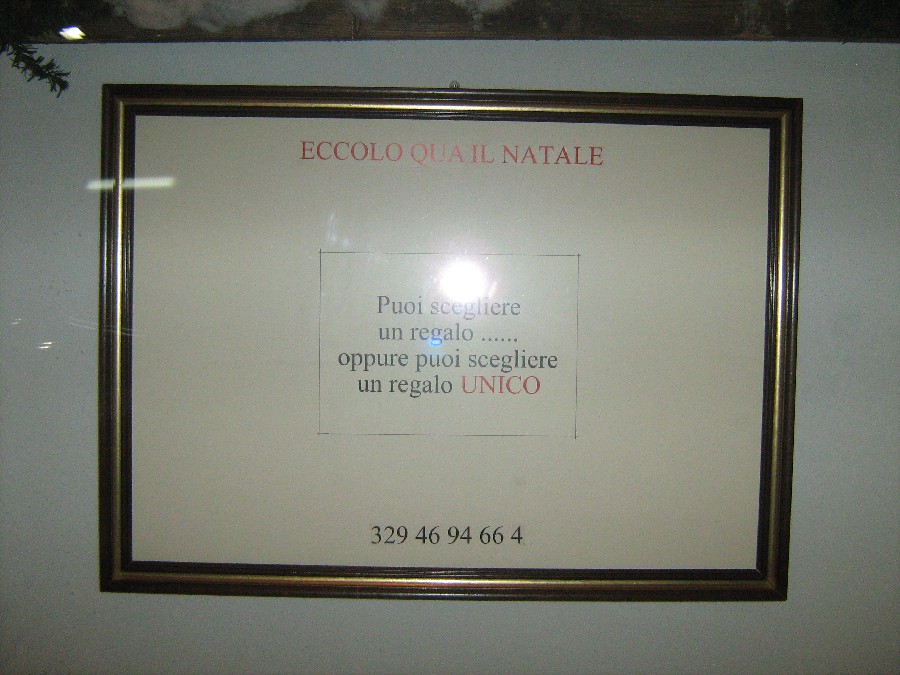 ECCOLO QUA IL NATALE
Puoi scegliere
un regalo ......
oppure puoi scegliere
un regalo UNICO
329 46 94 66 4